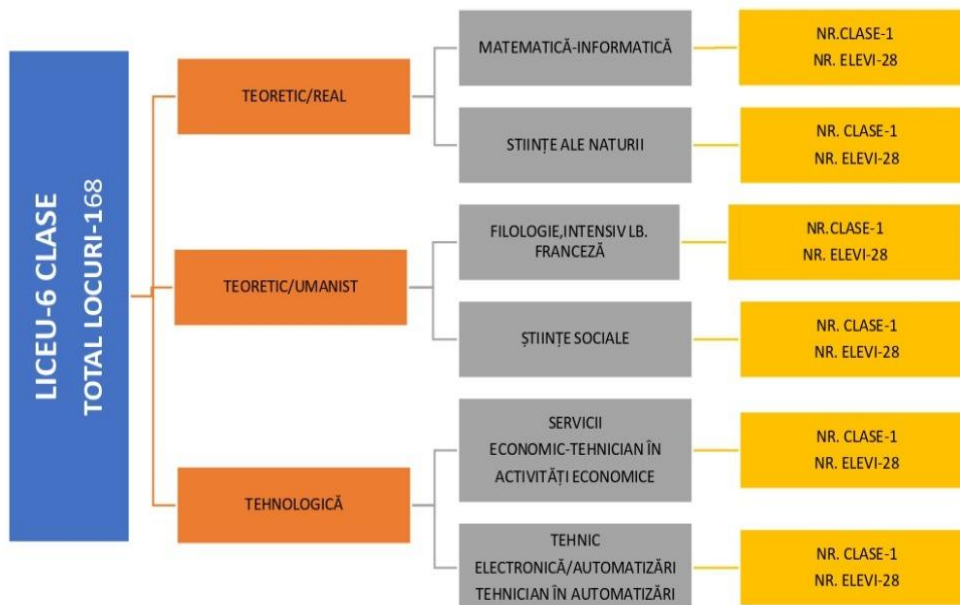 LICEU-6 CLASE
TOTAL LOCURI-168
TEORETIC/REAL
MATEMATICĂ-INFORMATICĂ
NR.CLASE-1
NR. ELEVI-28
STIINȚE ALE NATURII
NR. CLASE-1
NR. ELEVI-28
TEORETIC/UMANIST
FILOLOGIE,INTENSIV LB.
FRANCEZĂ
NR.CLASE-1
NR. ELEVI-28
ȘTIINȚE SOCIALE
NR. CLASE-1
NR. ELEVI-28
TEHNOLOGICĂ
SERVICII
ECONOMIC-TEHNICIAN ÎN
ACTIVITĂȚI ECONOMICE
NR. CLASE-1
NR. ELEVI-28
TEHNIC
ELECTRONICĂ/AUTOMATIZĂRI
TEHNICIAN ÎN AUTOMATIZĂRI
NR. CLASE-1
NR. ELEVI-28